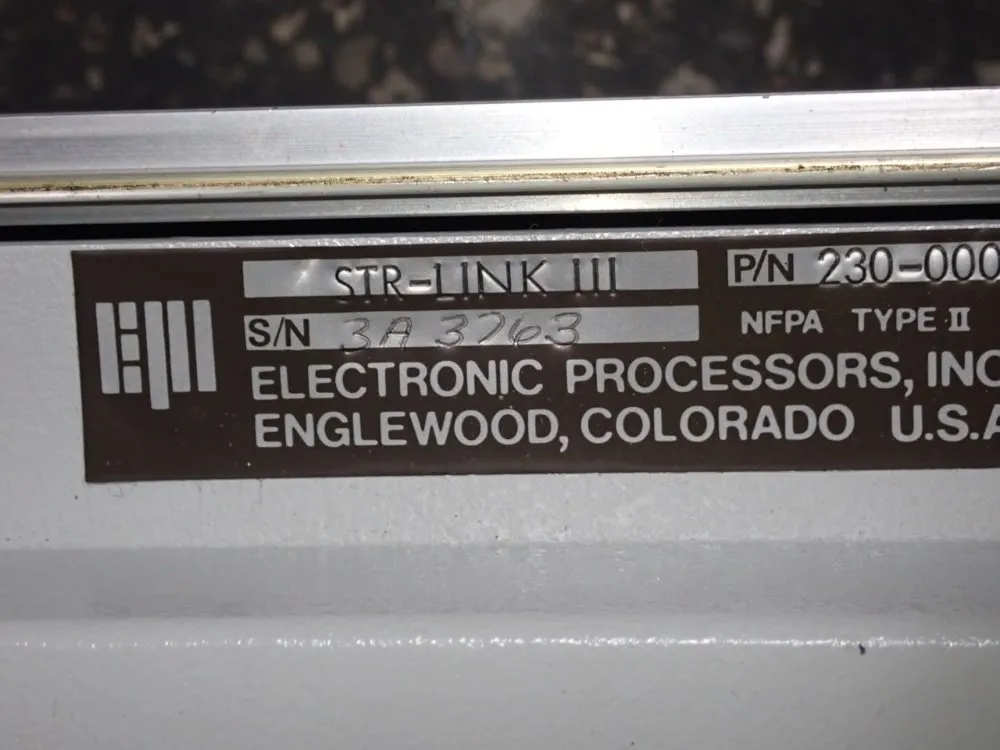 STR-LINK III P/N 230-000
S/N 3A 3763 NFPA TYPE II
ELECTRONIC PROCESSORS, INC
ENGLEWOOD, COLORADO U.S.A